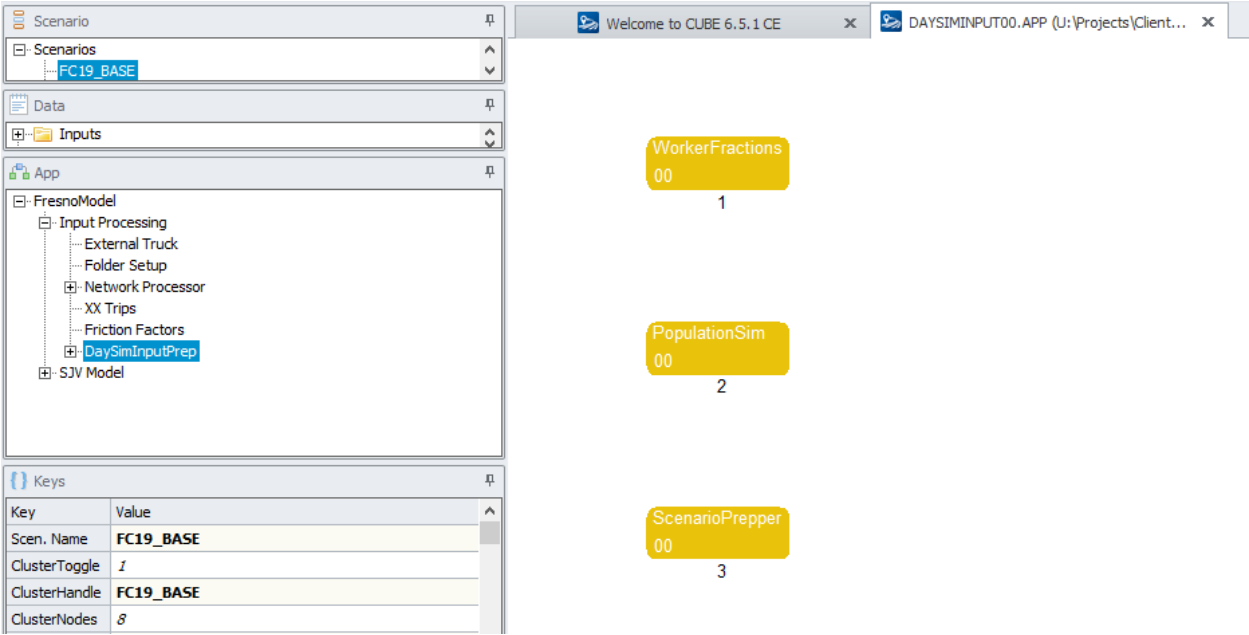 Scenario
Scenarios
FC19_BASE
Data
Inputs
App
FresnoModel
Input Processing
External Truck
Folder Setup
Network Processor
XX Trips
Friction Factors
DaySimInputPrep
SJV Model
Keys
Key Value
Scen. Name FC19_BASE
ClusterToggle 1
ClusterHandle FC19_BASE
ClusterNodes 8
Welcome to CUBE 6.5.1 CE
DAYSIMINPUT00.APP (U:\Projects\Client...
WorkerFractions
00
1
PopulationSim
00
2
ScenarioPrepper
00
3